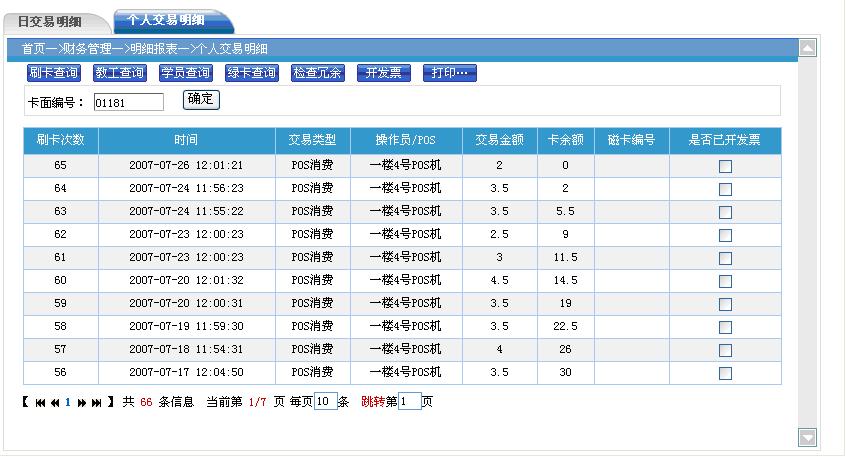 日交易明细 个人交易明细
首页—>财务管理—>明细报表—>个人交易明细
刷卡查询 教工查询 学员查询 绿卡查询 检查冗余 开发票 打印…
卡面编号： 01181 确定
刷卡次数 时间 交易类型 操作员/POS 交易金额 卡余额 磁卡编号 是否已开发票
65 2007-07-26 12:01:21 POS消费 一楼4号POS机 2 0
64 2007-07-24 11:56:23 POS消费 一楼4号POS机 3.5 2
63 2007-07-24 11:55:22 POS消费 一楼4号POS机 3.5 5.5
62 2007-07-23 12:00:23 POS消费 一楼4号POS机 2.5 9
61 2007-07-23 12:00:23 POS消费 一楼4号POS机 3 11.5
60 2007-07-20 12:01:32 POS消费 一楼4号POS机 4.5 14.5
59 2007-07-20 12:00:31 POS消费 一楼4号POS机 3.5 19
58 2007-07-19 11:59:30 POS消费 一楼4号POS机 3.5 22.5
57 2007-07-18 11:54:31 POS消费 一楼4号POS机 4 26
56 2007-07-17 12:04:50 POS消费 一楼4号POS机 3.5 30
【 1 】 共 66 条信息 当前第 1/7 页 每页 10 条 跳转第 1 页